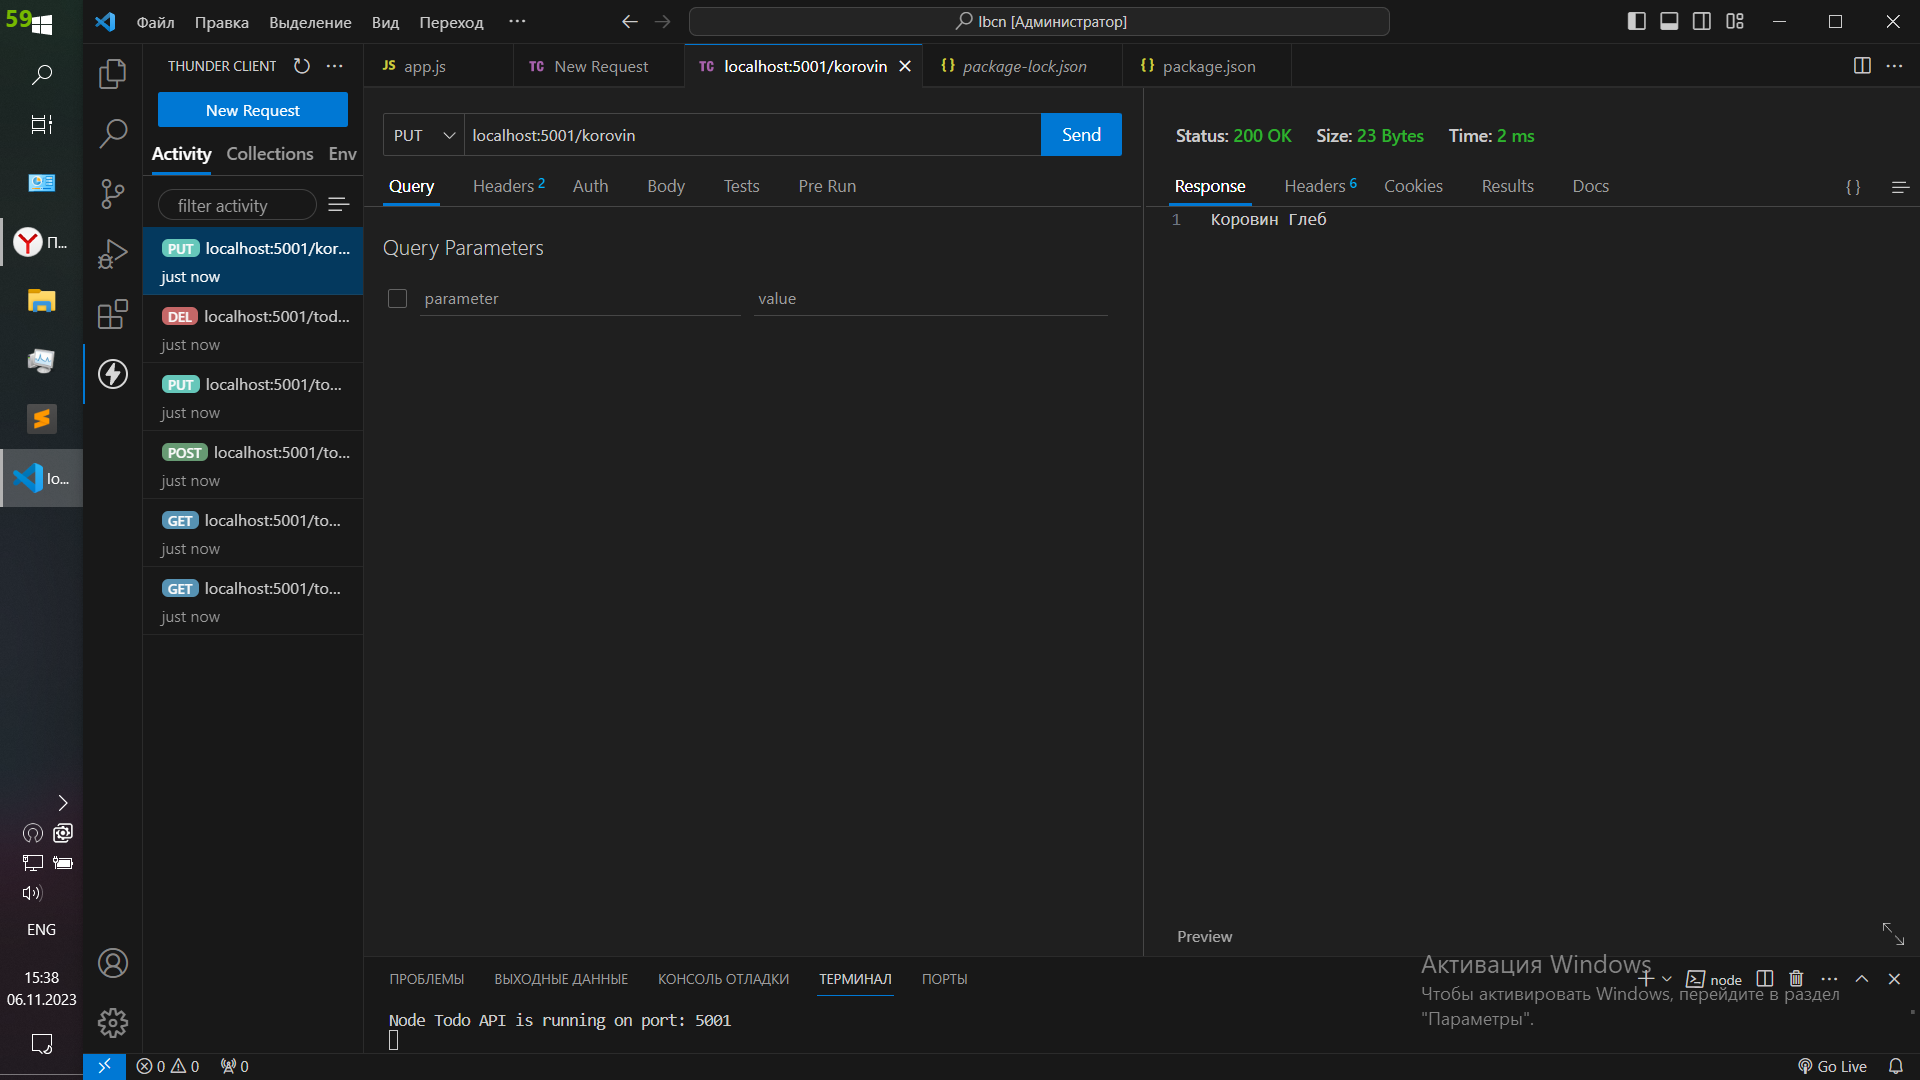 59
Файл Правка Выделение Вид Переход ···
lbcn [Администратор]
THUNDER CLIENT ···
New Request
Activity Collections Env
filter activity
PUT localhost:5001/kor...
just now
DEL localhost:5001/tod...
just now
PUT localhost:5001/to...
just now
POST localhost:5001/to...
just now
GET localhost:5001/to...
just now
GET localhost:5001/to...
just now
JS app.js
TC New Request
TC localhost:5001/korovin
{} package-lock.json
{} package.json
PUT localhost:5001/korovin Send
Query Headers 2 Auth Body Tests Pre Run
Query Parameters
parameter value
Status: 200 OK Size: 23 Bytes Time: 2 ms
Response Headers 6 Cookies Results Docs {}
1 Коровин Глеб
Preview
ПРОБЛЕМЫ ВЫХОДНЫЕ ДАННЫЕ КОНСОЛЬ ОТЛАДКИ ТЕРМИНАЛ ПОРТЫ
node
Node Todo API is running on port: 5001
Активация Windows
Чтобы активировать Windows, перейдите в раздел
"Параметры".
П...
lo...
ENG
15:38
06.11.2023
0 0 0
Go Live